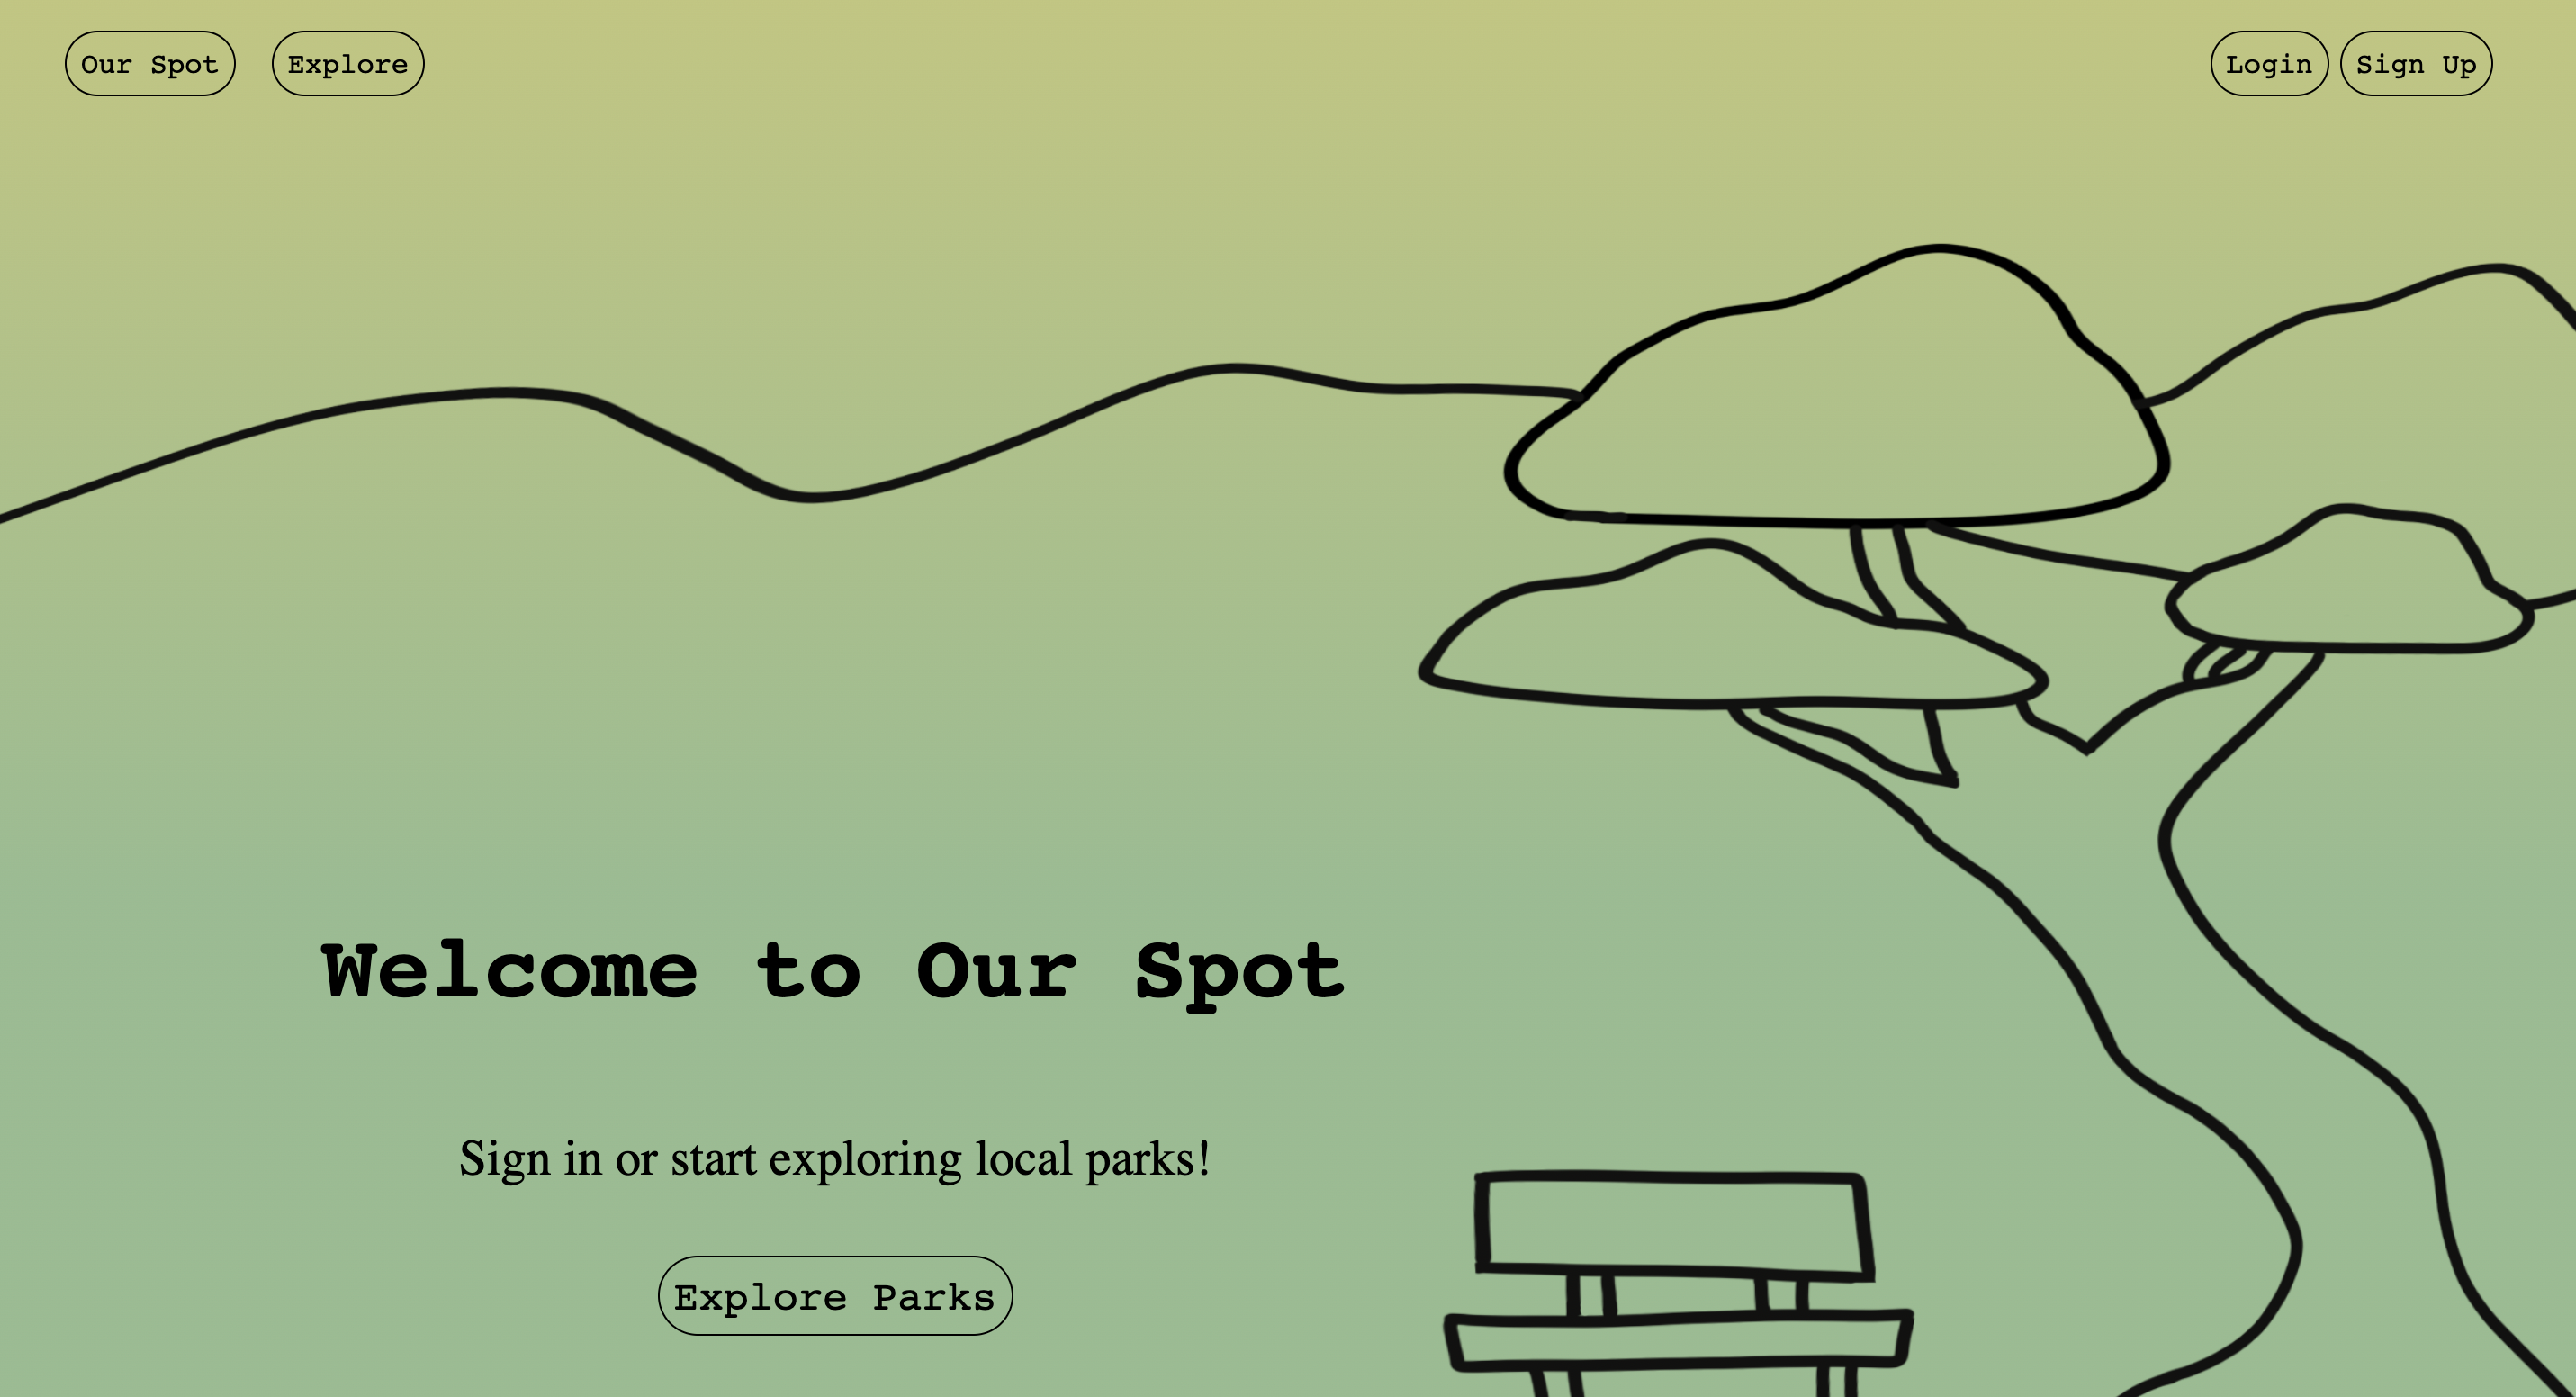 Our Spot Explore Login Sign Up
Welcome to Our Spot
Sign in or start exploring local parks!
Explore Parks